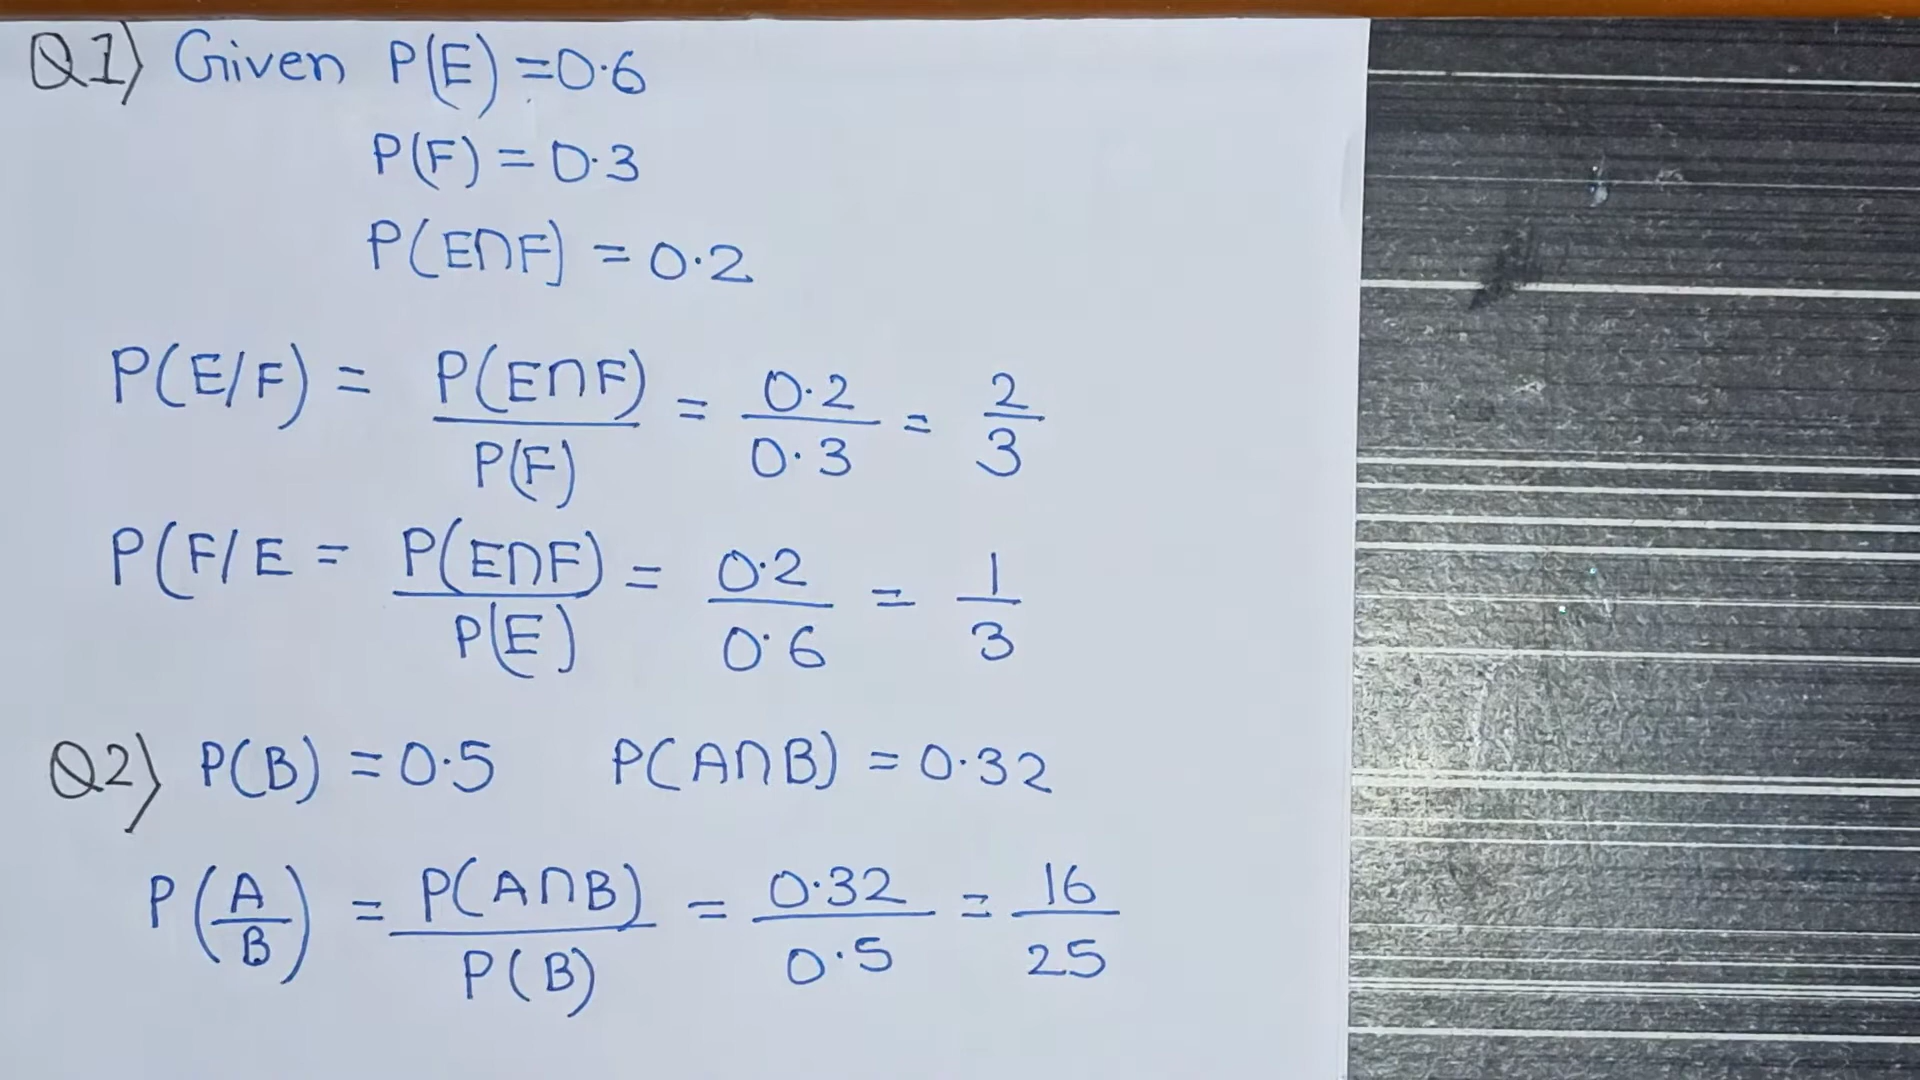 Q1) Given P(E) = 0.6
P(F) = 0.3
P(E∩F) = 0.2
P(E/F) = P(E∩F)/P(F) = 0.2/0.3 = 2/3
P(F/E = P(E∩F)/P(E) = 0.2/0.6 = 1/3
Q2) P(B) = 0.5 P(A∩B) = 0.32
P(A/B) = P(A∩B)/P(B) = 0.32/0.5 = 16/25